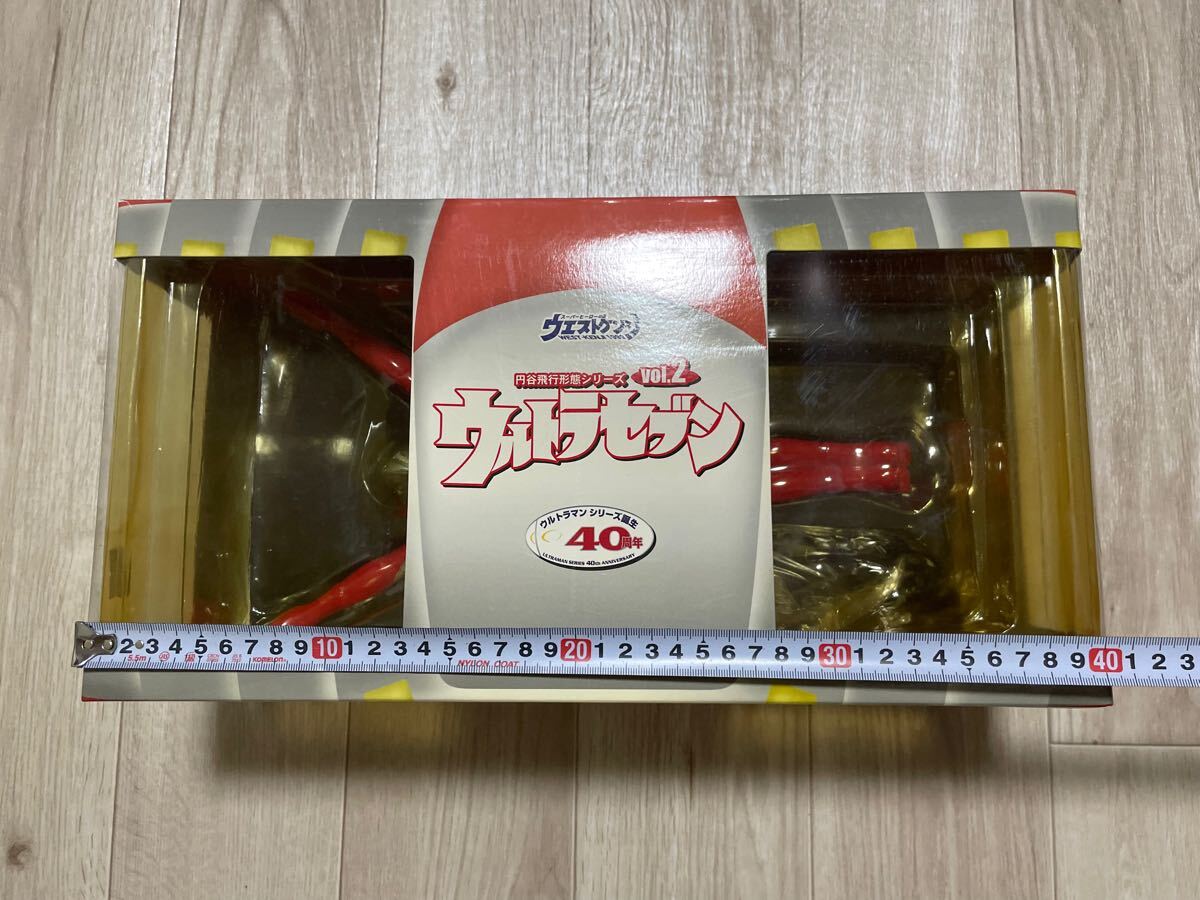 スーパーヒーロー
ウエストケンジ
WEST-KENJI
円谷飛行形態シリーズ vol.2
ウルトラセブン
ウルトラマン シリーズ誕生
40周年
ULTRAMAN SERIES 40th ANNIVERSARY
2 3 4 5 6 7 8 9 10 1 2 3 4 5 6 7 8 9 20 1 2 3 4 5 6 7 8 9 30 1 2 3 4 5 6 7 8 9 40 1 2 3
5.5m KOMELON NYLON COAT